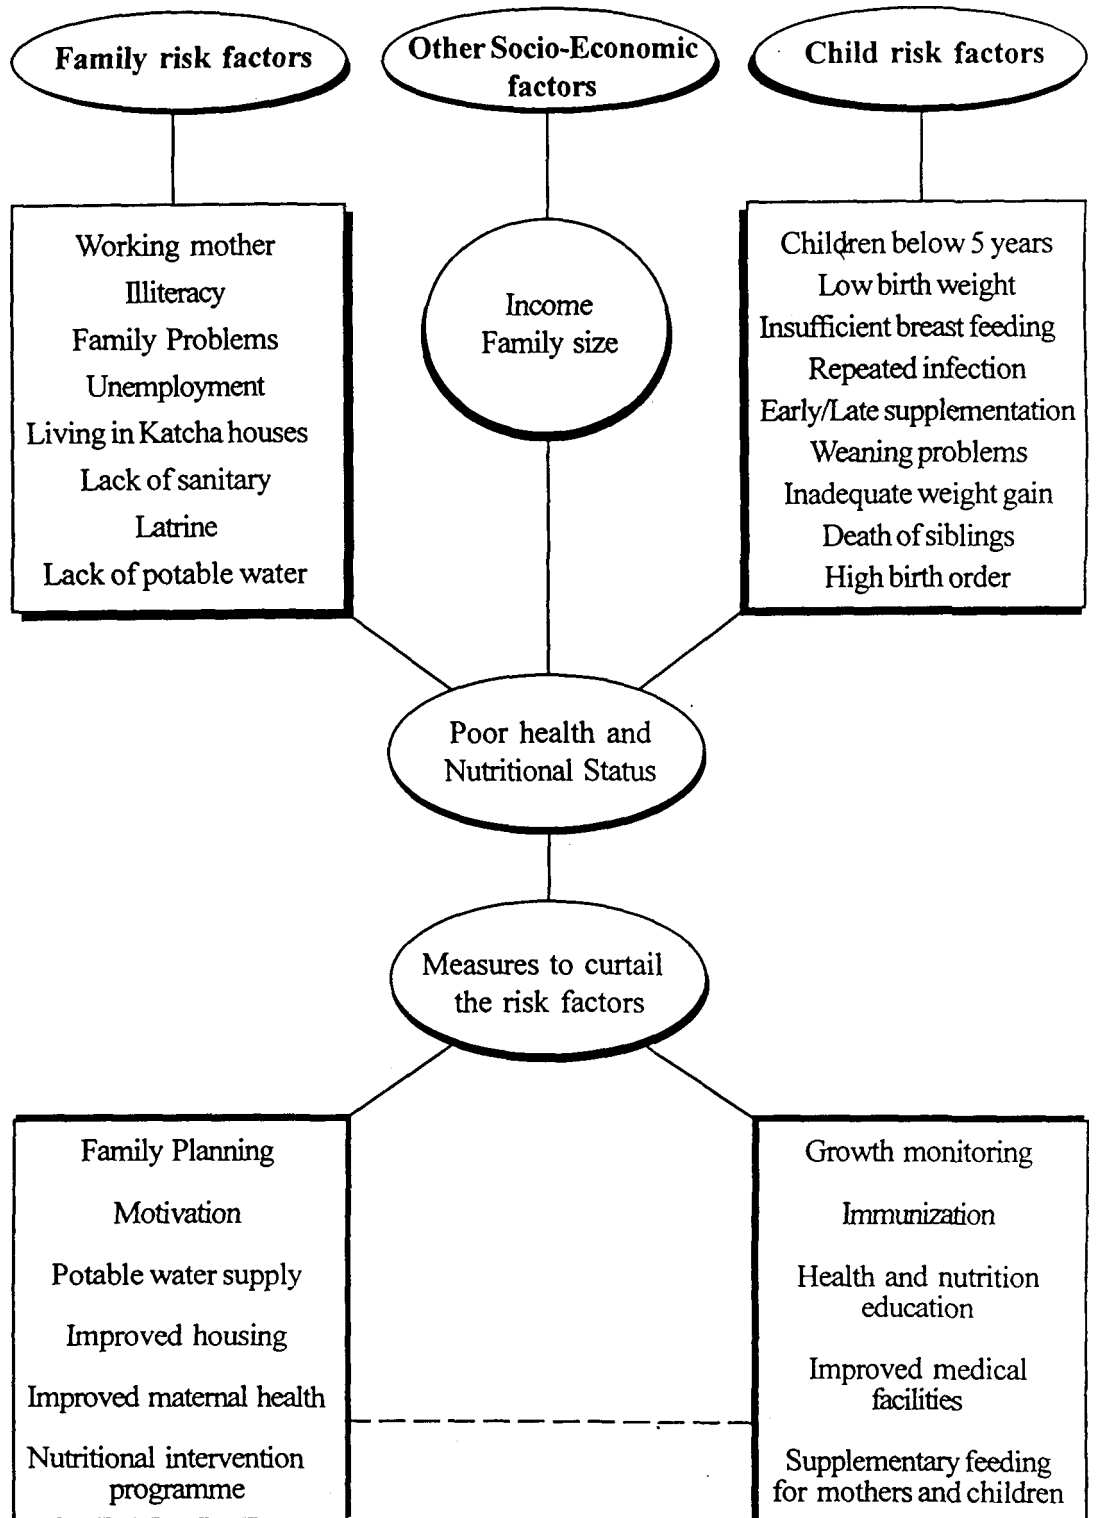 Family risk factors
Other Socio-Economic
factors
Child risk factors
Working mother
Illiteracy
Family Problems
Unemployment
Living in Katcha houses
Lack of sanitary
Latrine
Lack of potable water
Income
Family size
Children below 5 years
Low birth weight
Insufficient breast feeding
Repeated infection
Early/Late supplementation
Weaning problems
Inadequate weight gain
Death of siblings
High birth order
Poor health and
Nutritional Status
Measures to curtail
the risk factors
Family Planning
Motivation
Potable water supply
Improved housing
Improved maternal health
Nutritional intervention
programme
Growth monitoring
Immunization
Health and nutrition
education
Improved medical
facilities
Supplementary feeding
for mothers and children